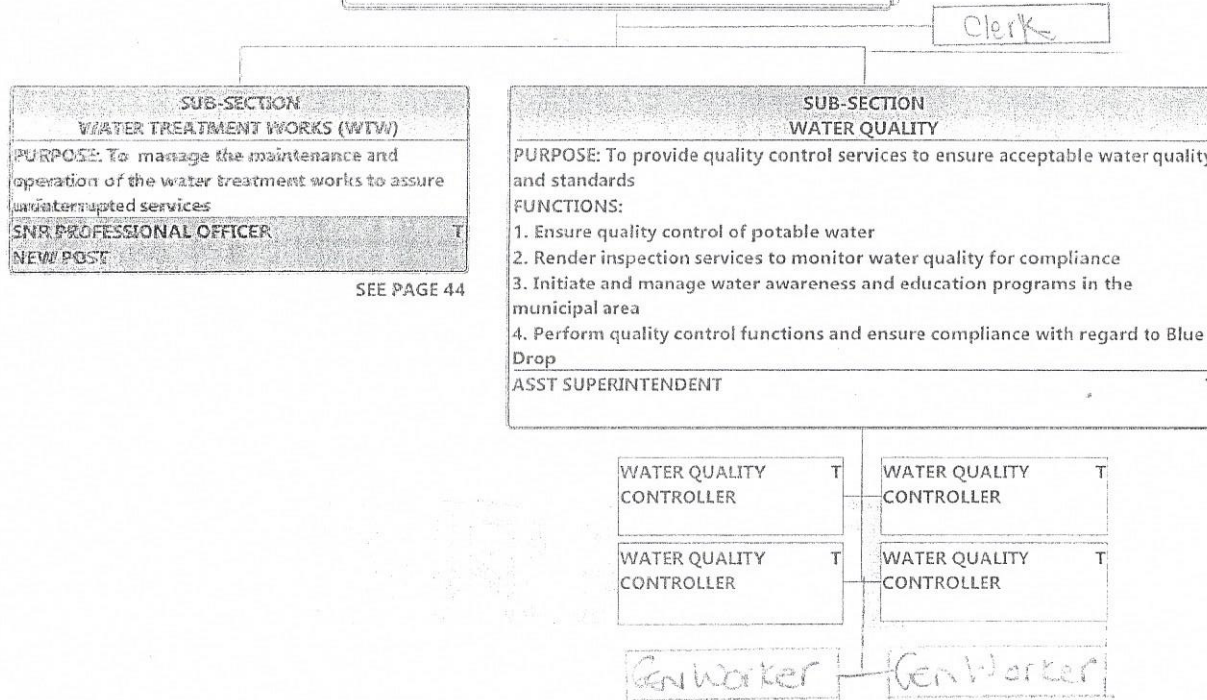 Clerk
SUB-SECTION
WATER TREATMENT WORKS (WTW)
PURPOSE: To manage the maintenance and
operation of the water treatment works to assure
uninterrupted services
SNR PROFESSIONAL OFFICER T
NEW POST
SEE PAGE 44
SUB-SECTION
WATER QUALITY
PURPOSE: To provide quality control services to ensure acceptable water quality
and standards
FUNCTIONS:
1. Ensure quality control of potable water
2. Render inspection services to monitor water quality for compliance
3. Initiate and manage water awareness and education programs in the
municipal area
4. Perform quality control functions and ensure compliance with regard to Blue
Drop
ASST SUPERINTENDENT
WATER QUALITY T
CONTROLLER
WATER QUALITY T
CONTROLLER
WATER QUALITY T
CONTROLLER
WATER QUALITY T
CONTROLLER
Gen Worker
Gen Worker